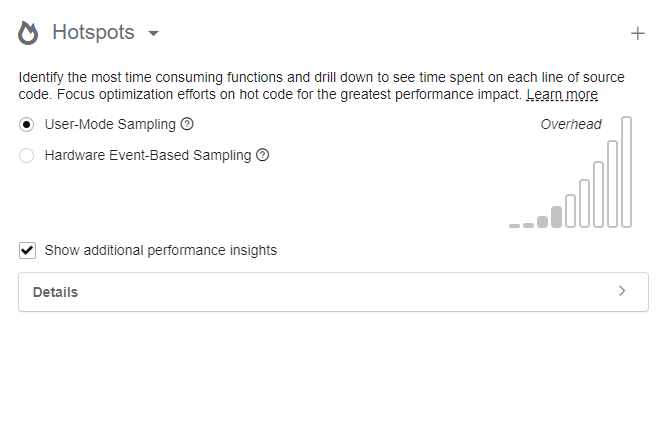 Hotspots
Identify the most time consuming functions and drill down to see time spent on each line of source
code. Focus optimization efforts on hot code for the greatest performance impact. Learn more
User-Mode Sampling
Overhead
Hardware Event-Based Sampling
Show additional performance insights
Details